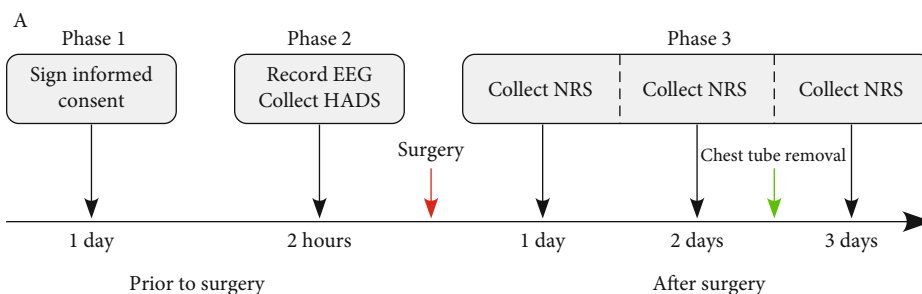 A
Phase 1
Phase 2
Phase 3
Sign informed
consent
Record EEG
Collect HADS
Collect NRS
Collect NRS
Collect NRS
Surgery
Chest tube removal
1 day
2 hours
1 day
2 days
3 days
Prior to surgery
After surgery